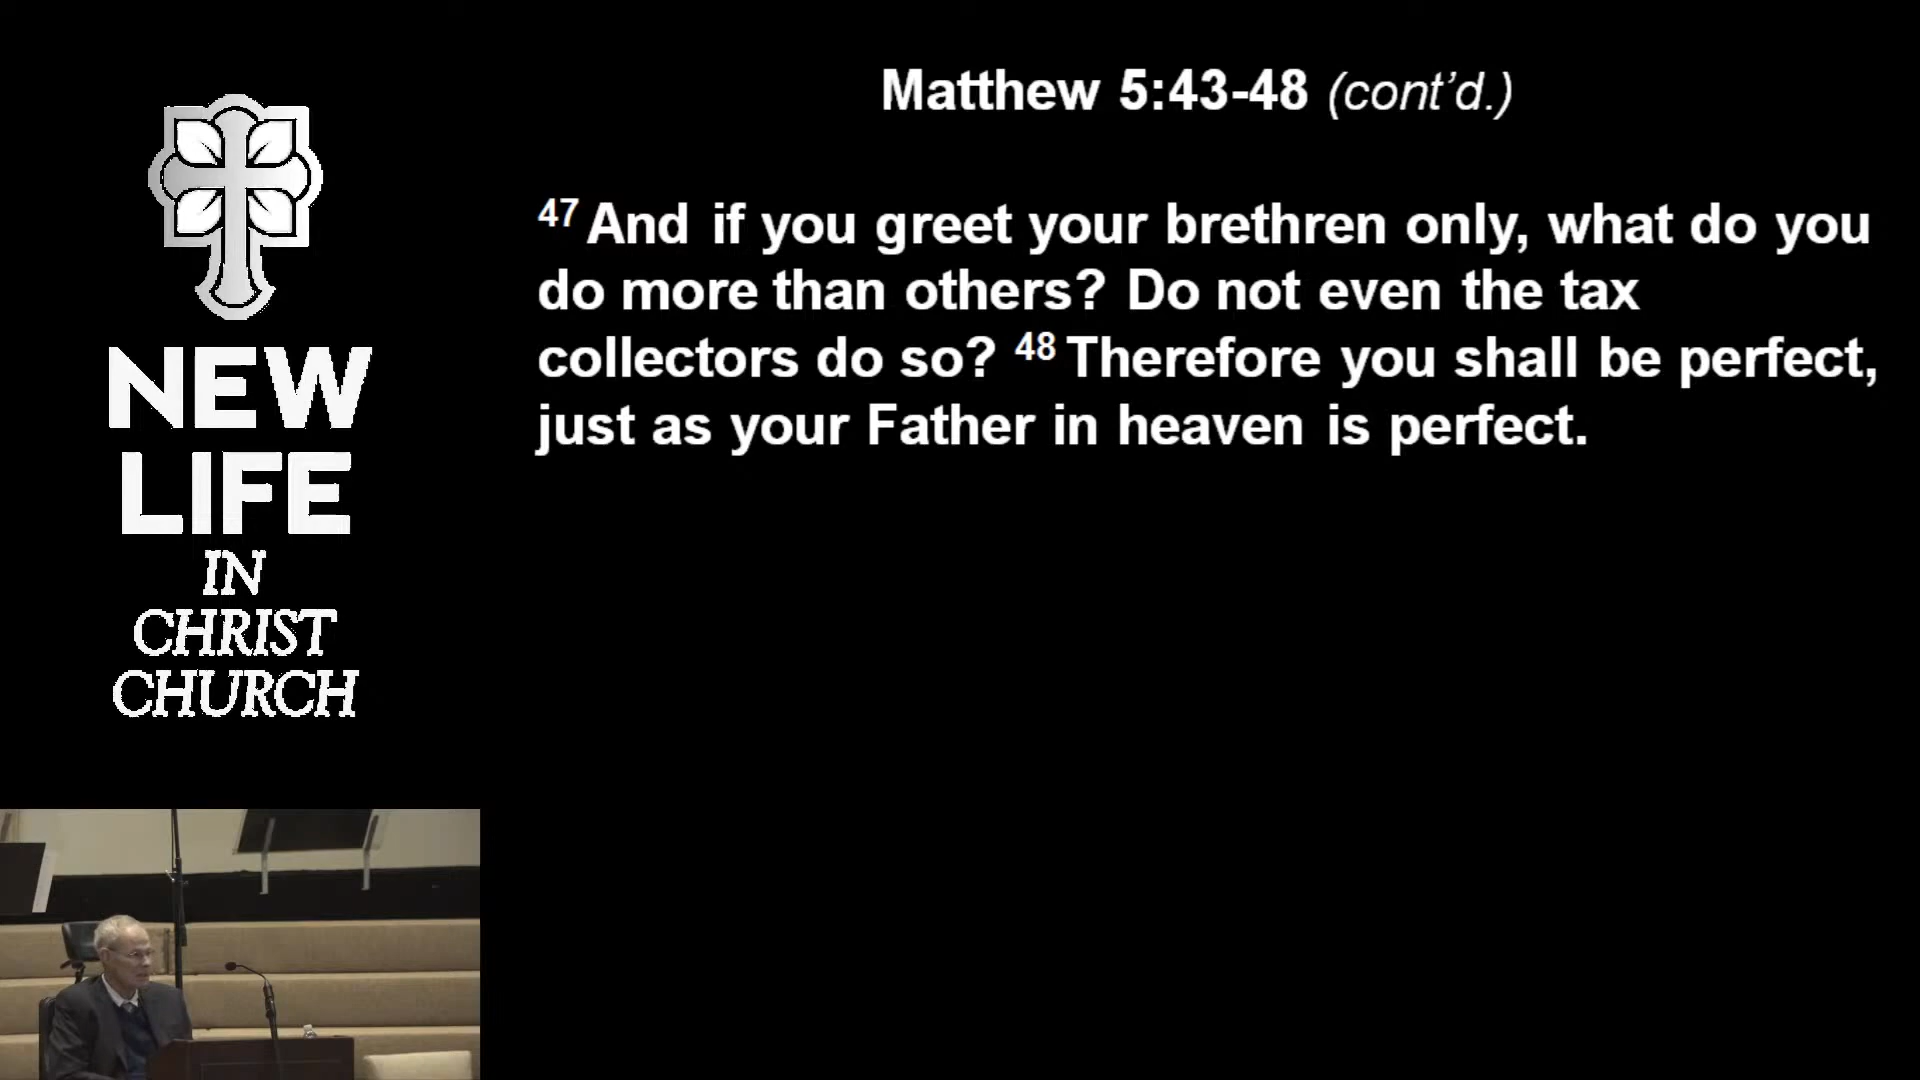 Matthew 5:43-48 (cont’d.)
47 And if you greet your brethren only, what do you
do more than others? Do not even the tax
collectors do so? 48 Therefore you shall be perfect,
just as your Father in heaven is perfect.
NEW
LIFE
IN
CHRIST
CHURCH